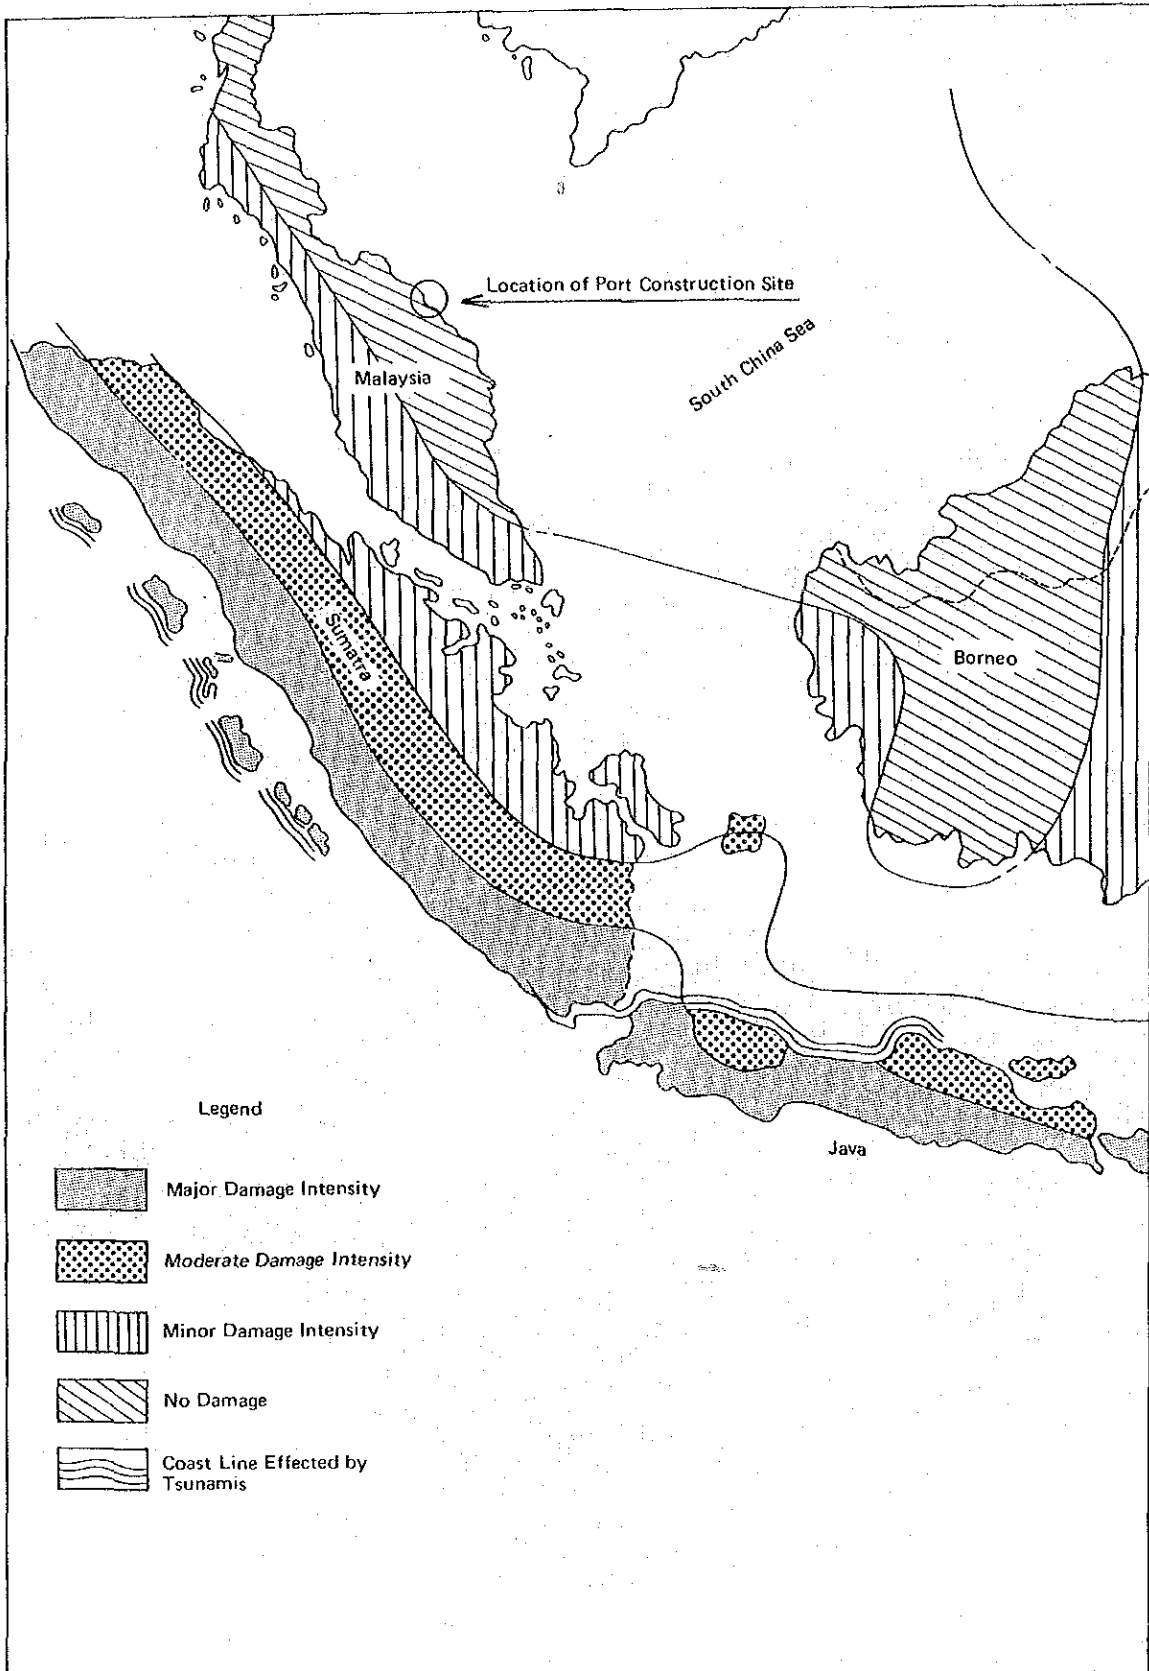 Location of Port Construction Site
South China Sea
Malaysia
Sumatra
Borneo
Java
Legend
Major Damage Intensity
Moderate Damage Intensity
Minor Damage Intensity
No Damage
Coast Line Effected by
Tsunamis